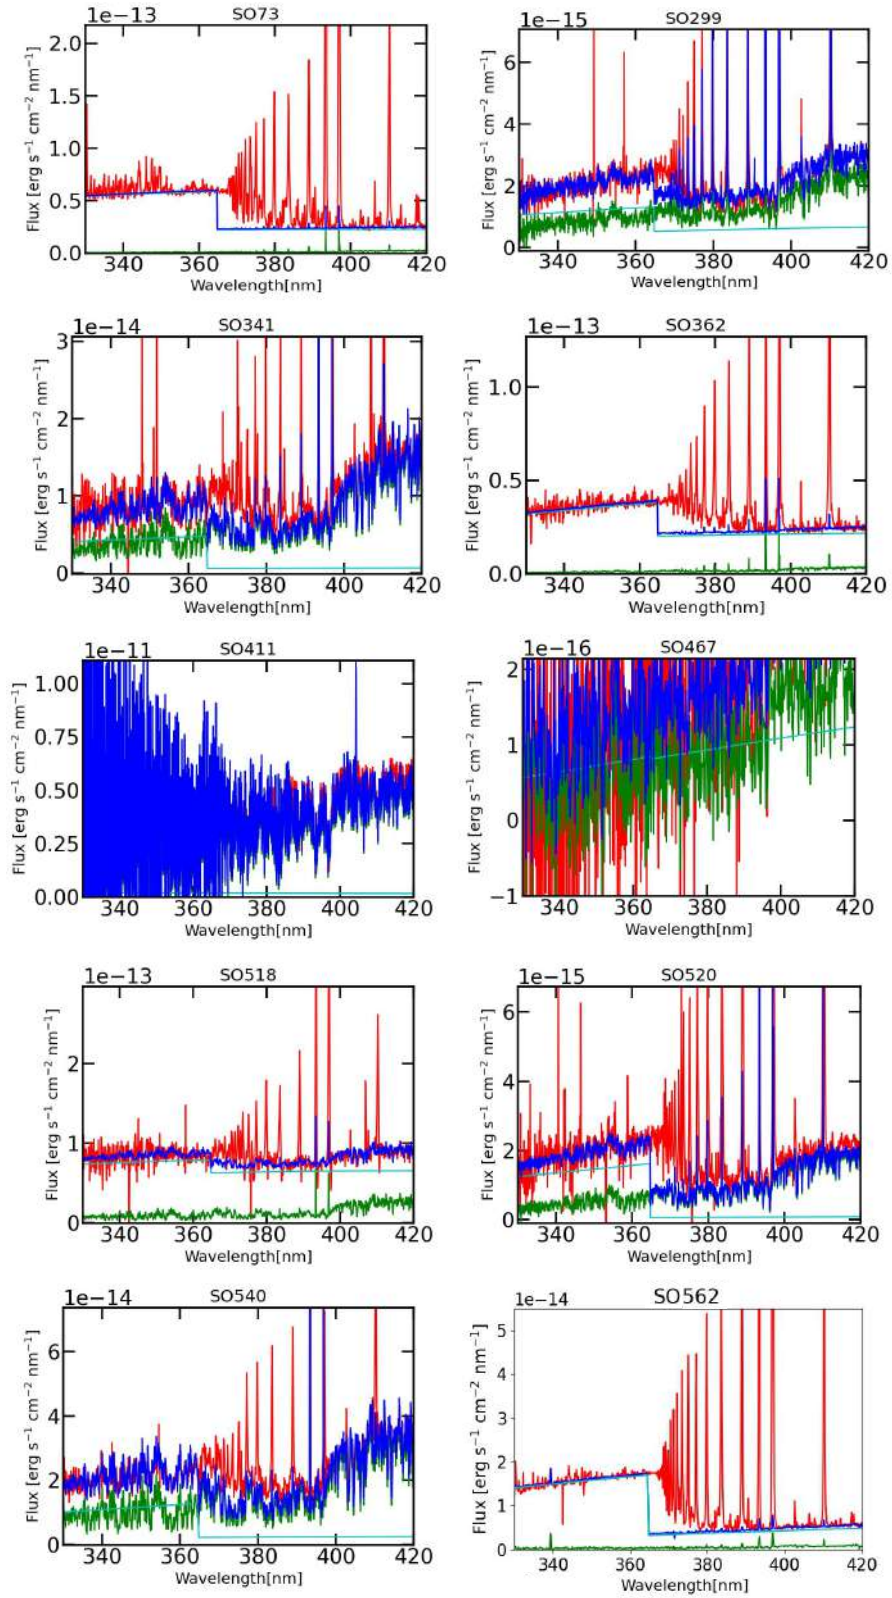 1e−13 SO73
Flux [erg s⁻¹ cm⁻² nm⁻¹]
2.0
1.5
1.0
0.5
0.0
340 360 380 400 420
Wavelength[nm]
1e−15 SO299
Flux [erg s⁻¹ cm⁻² nm⁻¹]
6
4
2
0
340 360 380 400 420
Wavelength[nm]
1e−14 SO341
Flux [erg s⁻¹ cm⁻² nm⁻¹]
3
2
1
0
340 360 380 400 420
Wavelength[nm]
1e−13 SO362
Flux [erg s⁻¹ cm⁻² nm⁻¹]
1.0
0.5
0.0
340 360 380 400 420
Wavelength[nm]
1e−11 SO411
Flux [erg s⁻¹ cm⁻² nm⁻¹]
1.00
0.75
0.50
0.25
0.00
340 360 380 400 420
Wavelength[nm]
1e−16 SO467
Flux [erg s⁻¹ cm⁻² nm⁻¹]
2
1
0
−1
340 360 380 400 420
Wavelength[nm]
1e−13 SO518
Flux [erg s⁻¹ cm⁻² nm⁻¹]
2
1
0
340 360 380 400 420
Wavelength[nm]
1e−15 SO520
Flux [erg s⁻¹ cm⁻² nm⁻¹]
6
4
2
0
340 360 380 400 420
Wavelength[nm]
1e−14 SO540
Flux [erg s⁻¹ cm⁻² nm⁻¹]
6
4
2
0
340 360 380 400 420
Wavelength[nm]
1e−14 SO562
Flux [erg s⁻¹ cm⁻² nm⁻¹]
5
4
3
2
1
0
340 360 380 400 420
Wavelength[nm]